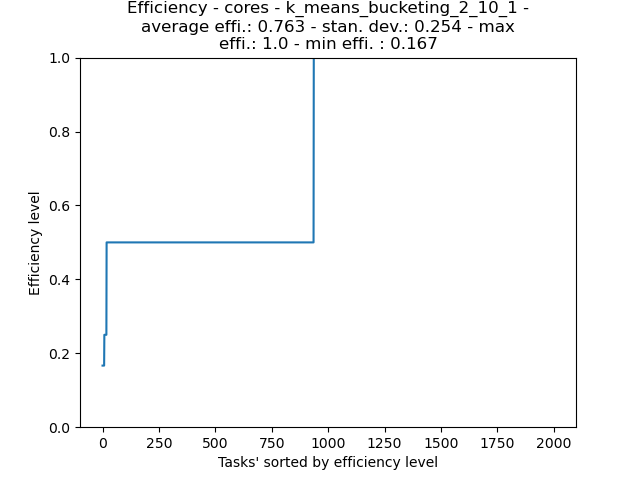 Efficiency - cores - k_means_bucketing_2_10_1 -
average effi.: 0.763 - stan. dev.: 0.254 - max
effi.: 1.0 - min effi. : 0.167
1.0
0.8
0.6
0.4
0.2
0.0
Efficiency level
0 250 500 750 1000 1250 1500 1750 2000
Tasks' sorted by efficiency level